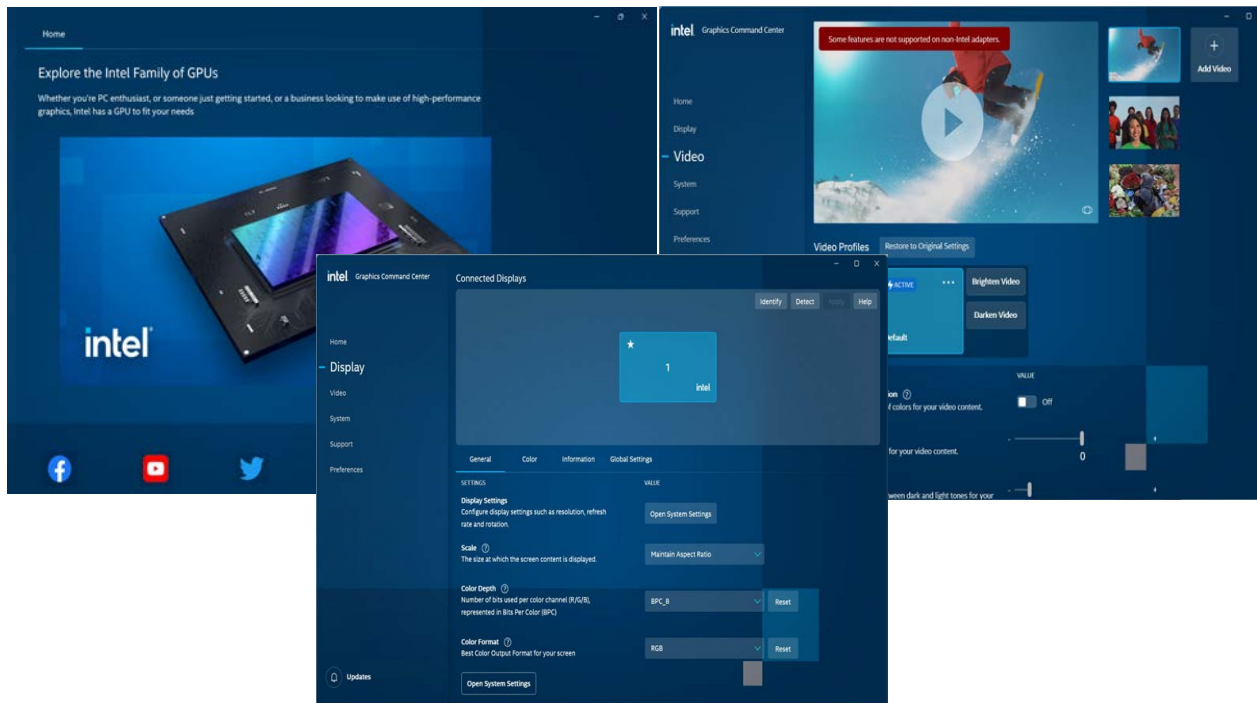 Home
Explore the Intel Family of GPUs
Whether you're PC enthusiast, or someone just getting started, or a business looking to make use of high-performance
graphics, Intel has a GPU to fit your needs
intel
intel Graphics Command Center
Home
Display
Video
System
Support
Preferences
Some features are not supported on non-Intel adapters.
Add Video
Video Profiles
Restore to Original Settings
ACTIVE
Brighten Video
Darken Video
VALUE
of colors for your video content.
Off
for your video content.
0
between dark and light tones for your
intel Graphics Command Center
Home
Display
Video
System
Support
Preferences
Updates
Connected Displays
Identify
Detect
Apply
Help
1
intel
General
Color
Information
Global Settings
SETTINGS
VALUE
Display Settings
Configure display settings such as resolution, refresh
rate and rotation.
Open System Settings
Scale
The size at which the screen content is displayed.
Maintain Aspect Ratio
Color Depth
Number of bits used per color channel (R/G/B),
represented in Bits Per Color (BPC)
BPC_8
Reset
Color Format
Best Color Output Format for your screen
RGB
Reset
Open System Settings